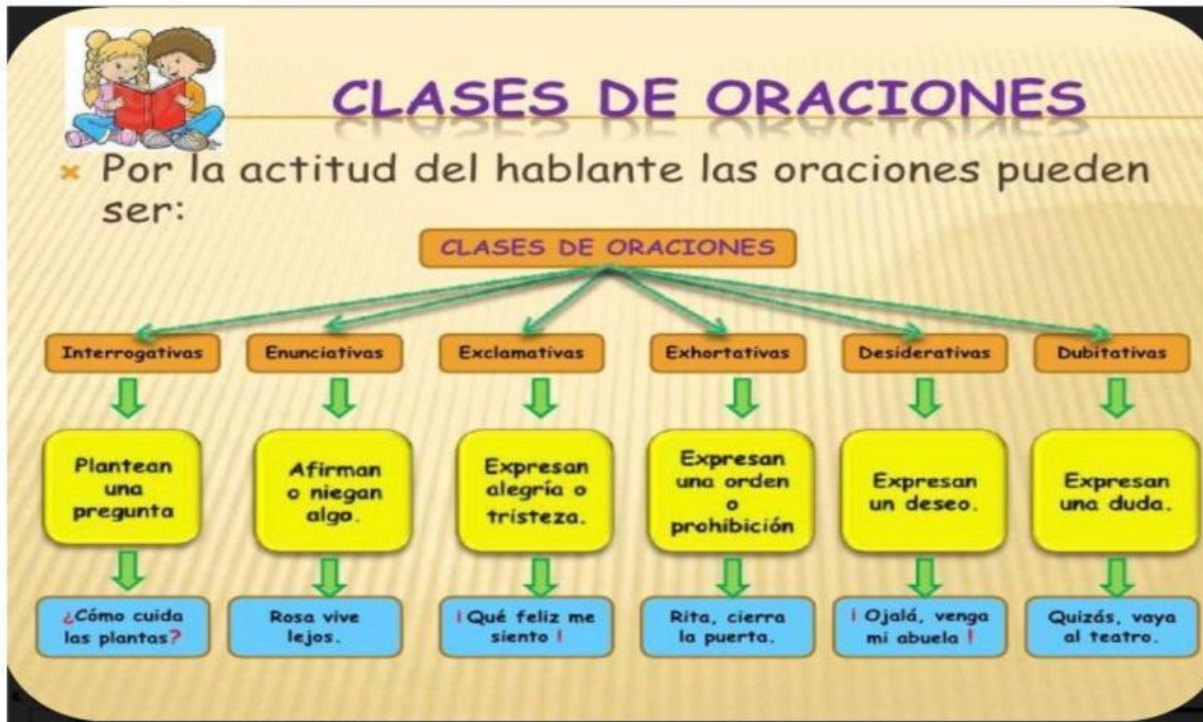 CLASES DE ORACIONES
× Por la actitud del hablante las oraciones pueden
ser:
CLASES DE ORACIONES
Interrogativas
Enunciativas
Exclamativas
Exhortativas
Desiderativas
Dubitativas
Plantean
una
pregunta
Afirman
o niegan
algo.
Expresan
alegría o
tristeza.
Expresan
una orden
o
prohibición
Expresan
un deseo.
Expresan
una duda.
¿Cómo cuida
las plantas?
Rosa vive
lejos.
¡Qué feliz me
siento !
Rita, cierra
la puerta.
¡ Ojalá, venga
mi abuela !
Quizás, vaya
al teatro.